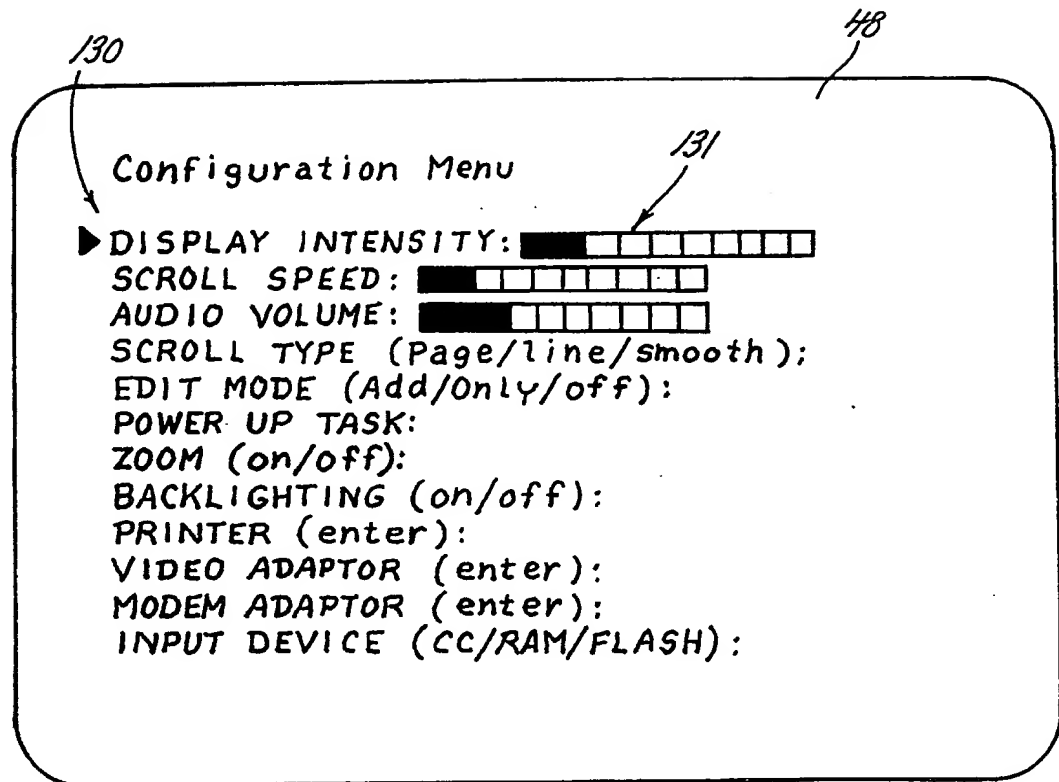 130
48
Configuration Menu
131
DISPLAY INTENSITY:
SCROLL SPEED:
AUDIO VOLUME:
SCROLL TYPE (Page/line/smooth):
EDIT MODE (Add/Only/off):
POWER UP TASK:
ZOOM (on/off):
BACKLIGHTING (on/off):
PRINTER (enter):
VIDEO ADAPTOR (enter):
MODEM ADAPTOR (enter):
INPUT DEVICE (CC/RAM/FLASH):